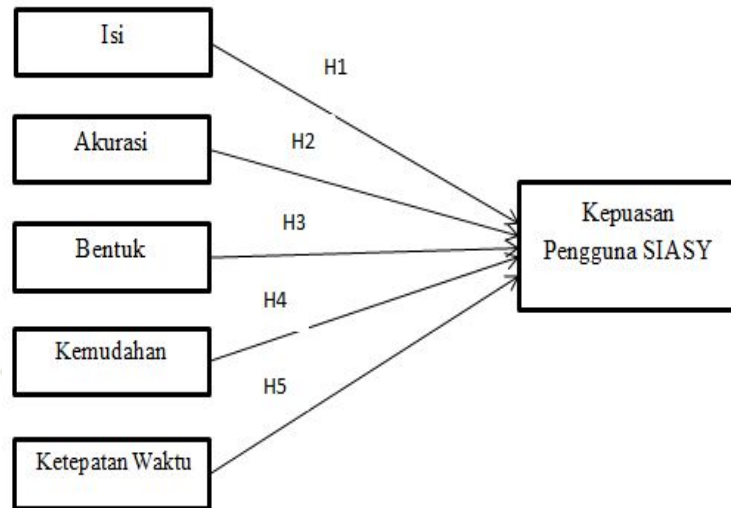 Isi
H1
Akurasi
H2
Bentuk
H3
Kepuasan
Pengguna SIASY
Kemudahan
H4
Ketepatan Waktu
H5